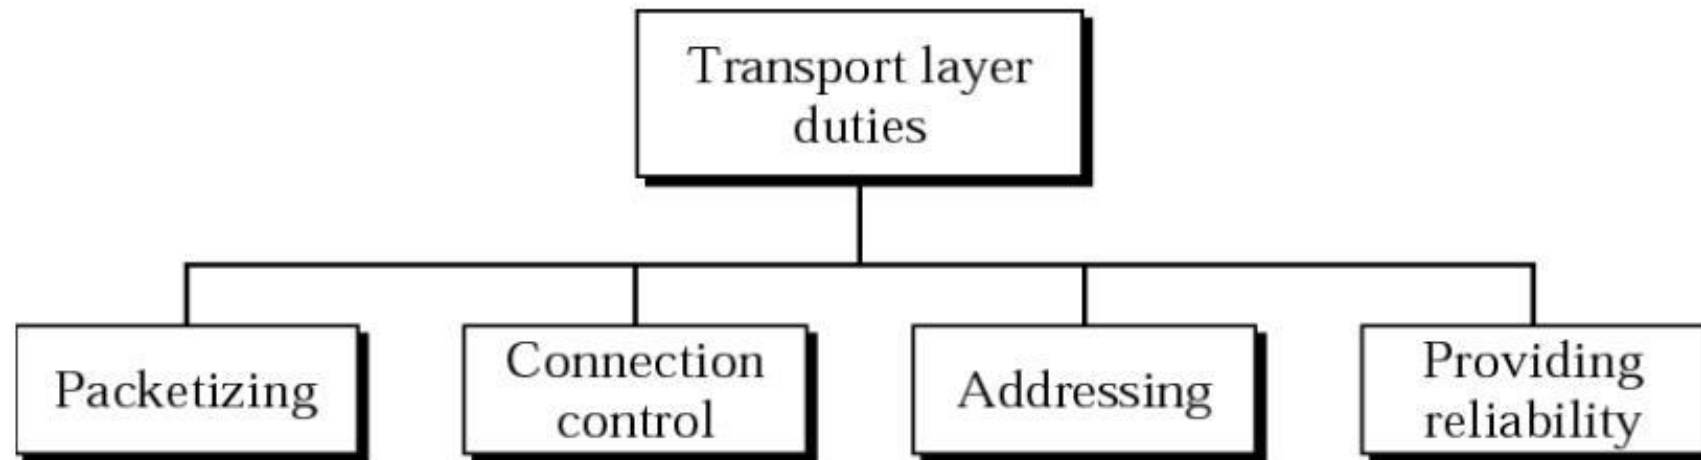 Transport layer
duties
Packetizing
Connection
control
Addressing
Providing
reliability